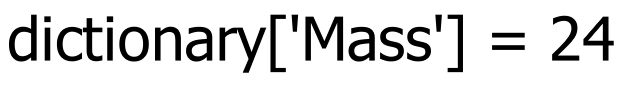 dictionary['Mass'] = 24